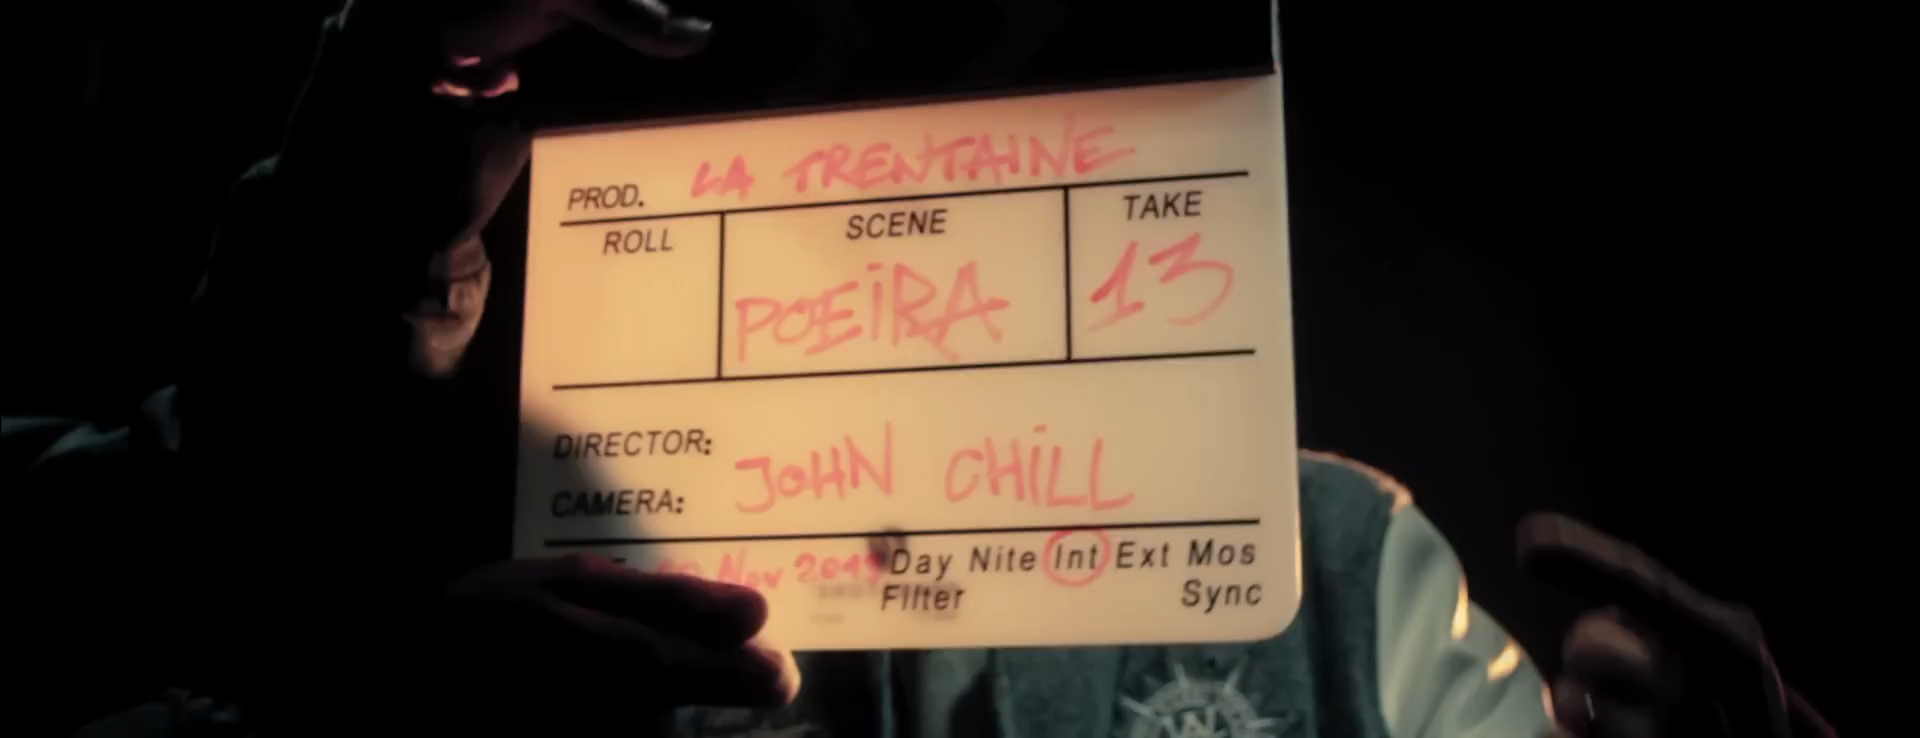 PROD. LA TRENTAINE
ROLL SCENE TAKE
POEiRA 13
DIRECTOR: JOHN CHiLL
CAMERA:
Nov Day Nite Int Ext Mos
Filter Sync